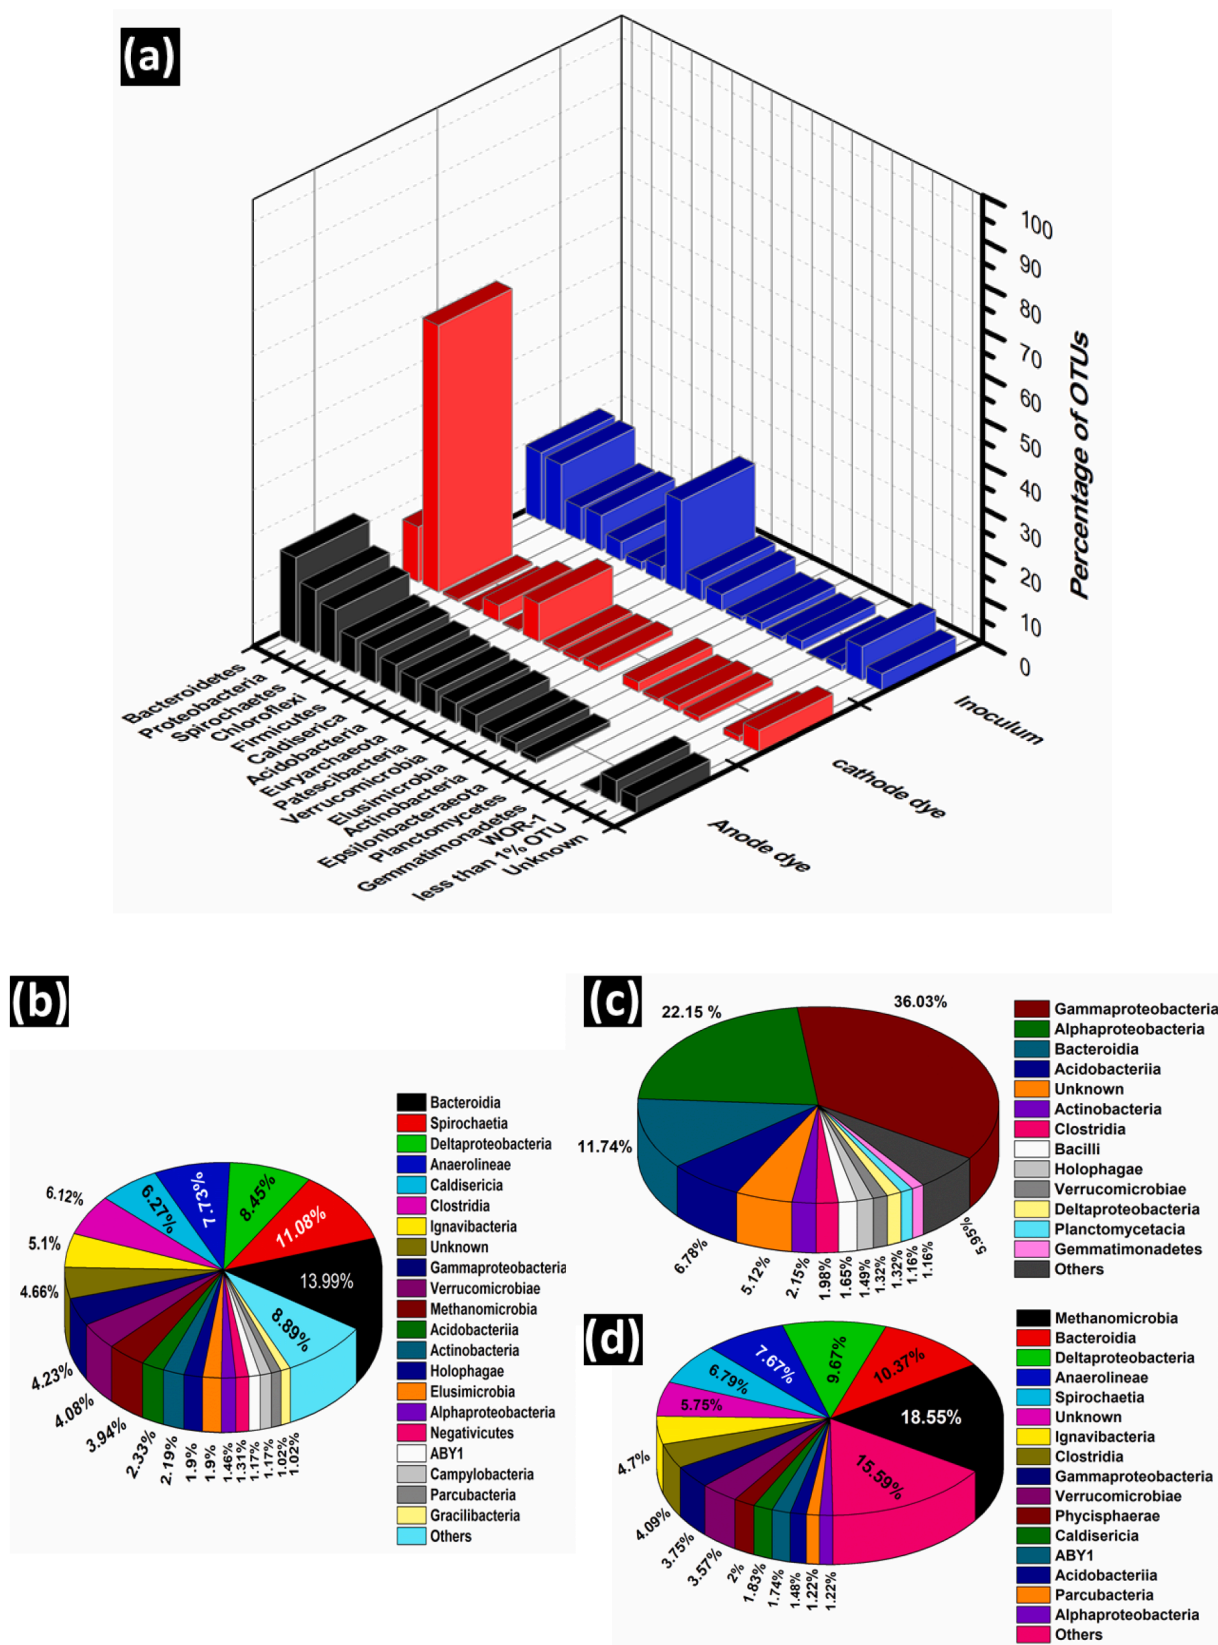 (a)
100
90
80
70
60
50
40
30
20
10
0
Percentage of OTUs
Inoculum
cathode dye
Anode dye
Bacteroidetes
Proteobacteria
Spirochaetes
Chloroflexi
Firmicutes
Caldiserica
Acidobacteria
Euryarchaeota
Patescibacteria
Verrucomicrobia
Elusimicrobia
Actinobacteria
Epsilonbacteraeota
Planctomycetes
Gemmatimonadetes
WOR-1
less than 1% OTU
Unknown
(b)
13.99%
11.08%
8.45%
7.73%
6.27%
6.12%
5.1%
4.66%
4.23%
4.08%
3.94%
2.33%
2.19%
1.9%
1.9%
1.46%
1.31%
1.17%
1.17%
1.02%
1.02%
8.89%
Bacteroidia
Spirochaetia
Deltaproteobacteria
Anaerolineae
Caldisericia
Clostridia
Ignavibacteria
Unknown
Gammaproteobacteria
Verrucomicrobiae
Methanomicrobia
Acidobacteriia
Actinobacteria
Holophagae
Elusimicrobia
Alphaproteobacteria
Negativicutes
ABY1
Campylobacteria
Parcubacteria
Gracilibacteria
Others
(c)
36.03%
22.15 %
11.74%
6.78%
5.12%
2.15%
1.98%
1.65%
1.49%
1.32%
1.32%
1.16%
1.16%
5.95%
Gammaproteobacteria
Alphaproteobacteria
Bacteroidia
Acidobacteriia
Unknown
Actinobacteria
Clostridia
Bacilli
Holophagae
Verrucomicrobiae
Deltaproteobacteria
Planctomycetacia
Gemmatimonadetes
Others
(d)
18.55%
10.37%
9.67%
7.67%
6.79%
5.75%
4.7%
4.09%
3.75%
3.57%
2%
1.83%
1.74%
1.48%
1.22%
1.22%
15.59%
Methanomicrobia
Bacteroidia
Deltaproteobacteria
Anaerolineae
Spirochaetia
Unknown
Ignavibacteria
Clostridia
Gammaproteobacteria
Verrucomicrobiae
Phycisphaerae
Caldisericia
ABY1
Acidobacteriia
Parcubacteria
Alphaproteobacteria
Others